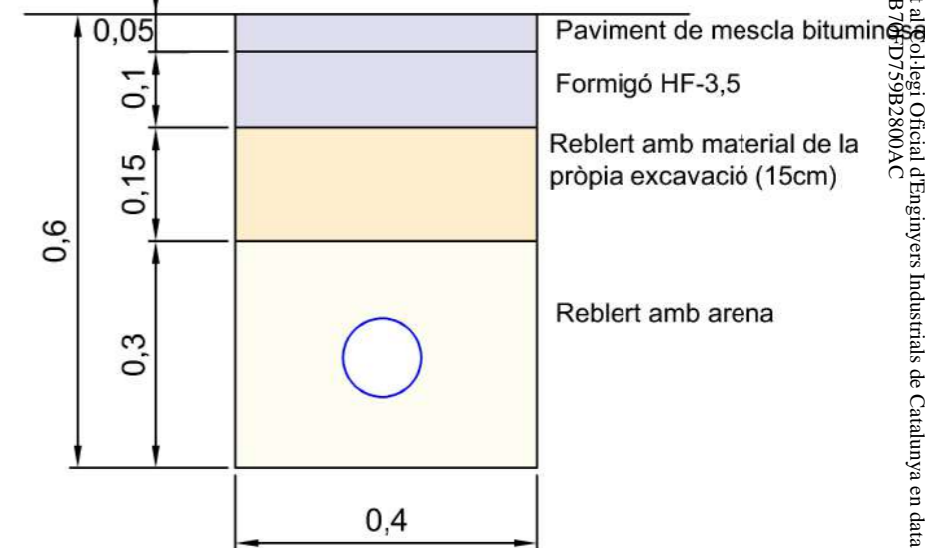 0,05
Paviment de mescla bituminosa
0,1
Formigó HF-3,5
0,15
Reblert amb material de la
pròpia excavació (15cm)
0,6
0,3
Reblert amb arena
0,4
t al Col·legi Oficial d'Enginyers Industrials de Catalunya en data
B70FD759B2800AC